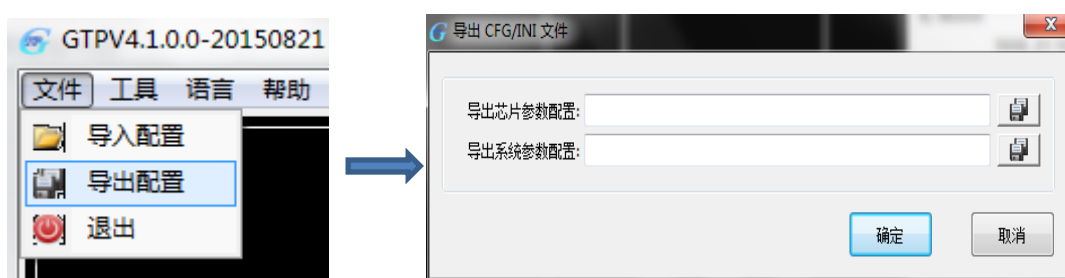 GTPV4.1.0.0-20150821
文件 工具 语言 帮助
导入配置
导出配置
退出
导出 CFG/INI 文件
导出芯片参数配置:
导出系统参数配置:
确定 取消